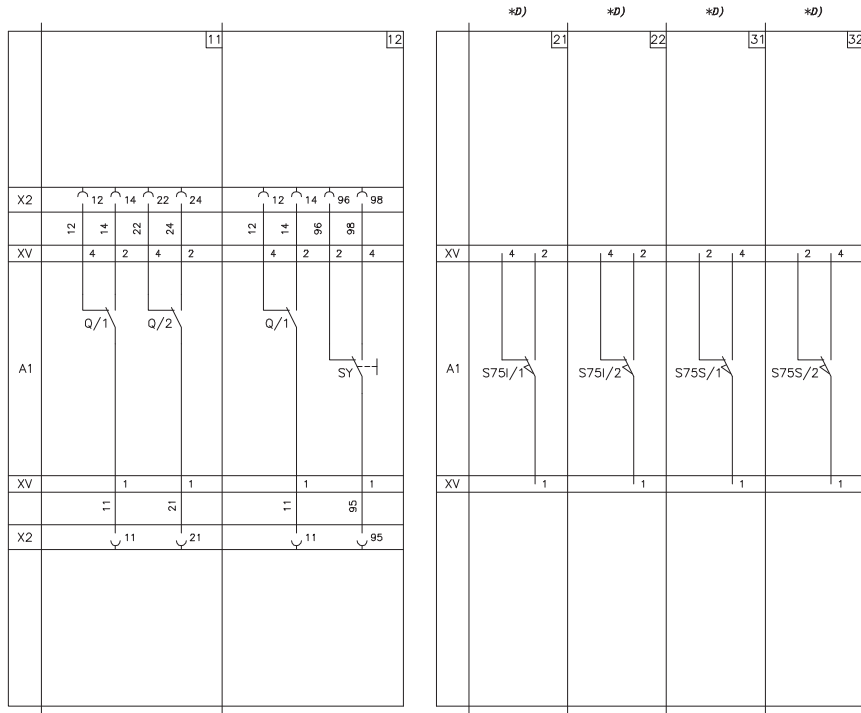 *D) *D) *D) *D)
11 12 21 22 31 32
X2 12 14 22 24 12 14 96 98
12 14 22 24 12 14 96 98
XV 4 2 4 2 4 2 2 4 XV 4 2 4 2 2 4 2 4
Q/1 Q/2 Q/1
A1 SY A1 S75I/1 S75I/2 S75S/1 S75S/2
XV 1 1 1 1 XV 1 1 1 1
11 21 11 95
X2 11 21 11 95